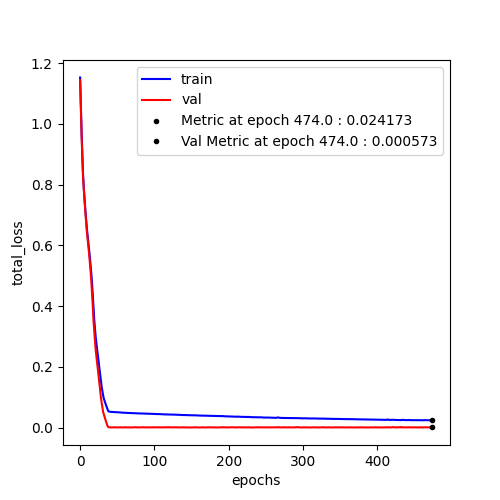 train
val
Metric at epoch 474.0 : 0.024173
Val Metric at epoch 474.0 : 0.000573
1.2
1.0
0.8
0.6
0.4
0.2
0.0
total_loss
0 100 200 300 400
epochs